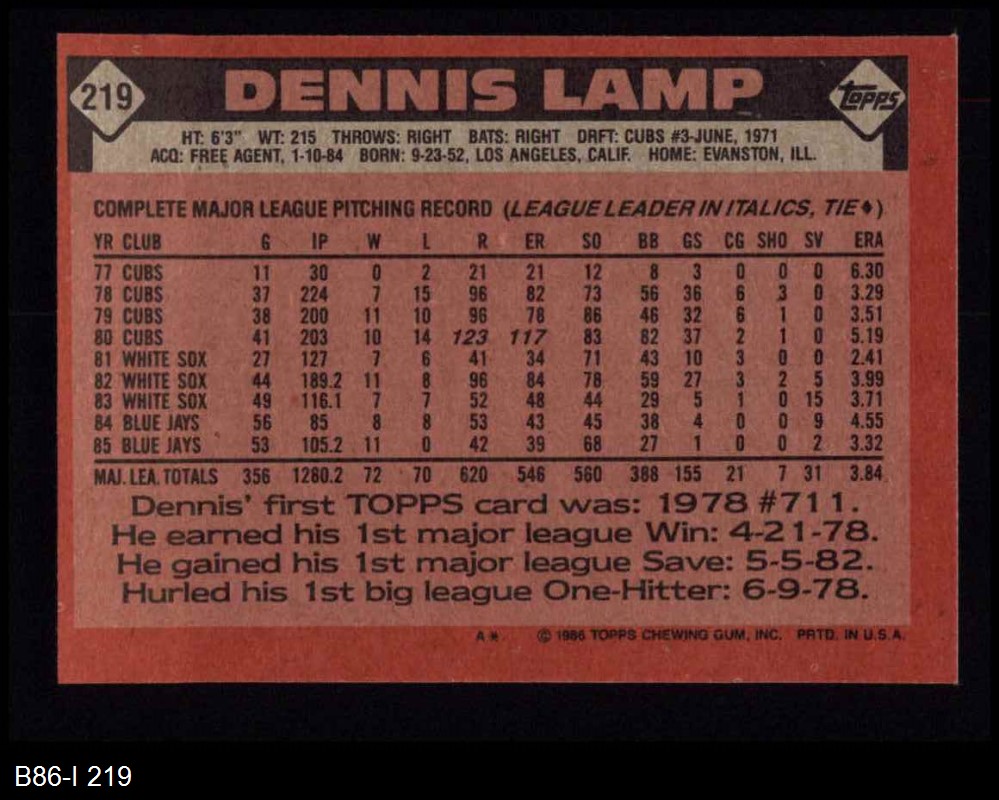 219
DENNIS LAMP
topps
HT: 6'3" WT: 215 THROWS: RIGHT BATS: RIGHT DRFT: CUBS #3-JUNE, 1971
ACQ: FREE AGENT, 1-10-84 BORN: 9-23-52, LOS ANGELES, CALIF. HOME: EVANSTON, ILL.
COMPLETE MAJOR LEAGUE PITCHING RECORD (LEAGUE LEADER IN ITALICS, TIE♦)
YR CLUB G IP W L R ER SO BB GS CG SHO SV ERA
77 CUBS 11 30 0 2 21 21 12 8 3 0 0 0 6.30
78 CUBS 37 224 7 15 96 82 73 56 36 6 3 0 3.29
79 CUBS 38 200 11 10 96 78 86 46 32 6 1 0 3.51
80 CUBS 41 203 10 14 123 117 83 82 37 2 1 0 5.19
81 WHITE SOX 27 127 7 6 41 34 71 43 10 3 0 0 2.41
82 WHITE SOX 44 189.2 11 8 96 84 78 59 27 3 2 5 3.99
83 WHITE SOX 49 116.1 7 7 52 48 44 29 5 1 0 15 3.71
84 BLUE JAYS 56 85 8 8 53 43 45 38 4 0 0 9 4.55
85 BLUE JAYS 53 105.2 11 0 42 39 68 27 1 0 0 2 3.32
MAJ. LEA. TOTALS 356 1280.2 72 70 620 546 560 388 155 21 7 31 3.84
Dennis' first TOPPS card was: 1978 #711.
He earned his 1st major league Win: 4-21-78.
He gained his 1st major league Save: 5-5-82.
Hurled his 1st big league One-Hitter: 6-9-78.
A * © 1986 TOPPS CHEWING GUM, INC. PRTD. IN U.S.A.
B86-I 219